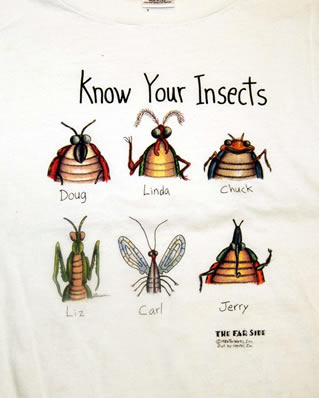 Know Your Insects
Doug Linda Chuck
Liz Carl Jerry
THE FAR SIDE